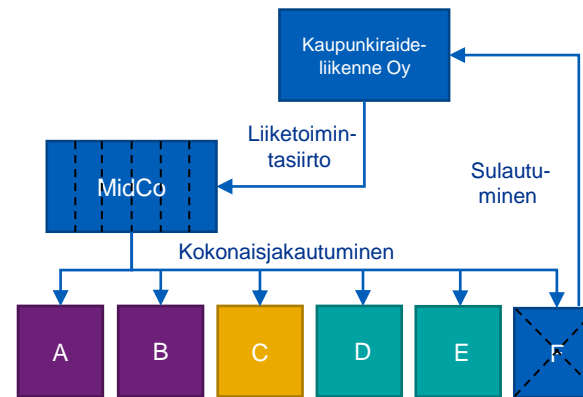 Kaupunkiraide-
liikenne Oy
Liiketoimin-
tasiirto
MidCo
Sulautu-
minen
Kokonaisjakautuminen
A
B
C
D
E
F